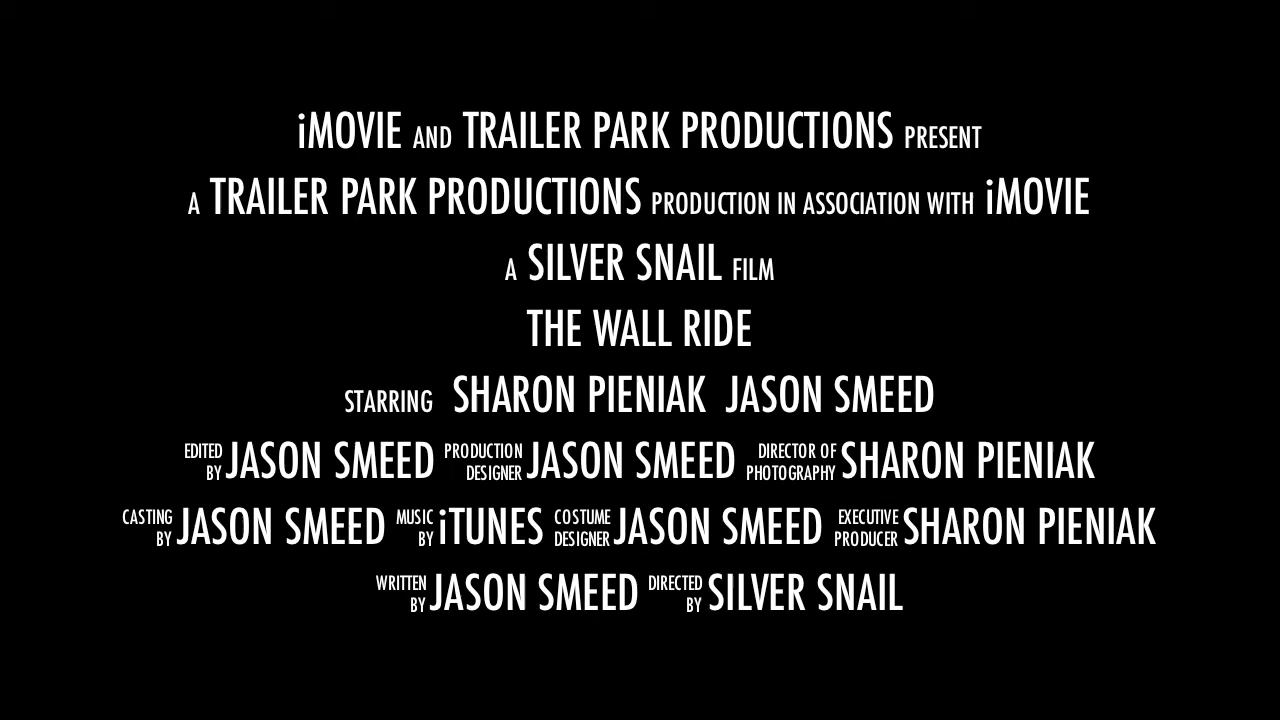 iMOVIE AND TRAILER PARK PRODUCTIONS PRESENT
A TRAILER PARK PRODUCTIONS PRODUCTION IN ASSOCIATION WITH iMOVIE
A SILVER SNAIL FILM
THE WALL RIDE
STARRING SHARON PIENIAK JASON SMEED
EDITED BY JASON SMEED PRODUCTION DESIGNER JASON SMEED DIRECTOR OF PHOTOGRAPHY SHARON PIENIAK
CASTING BY JASON SMEED MUSIC BY iTUNES COSTUME DESIGNER JASON SMEED EXECUTIVE PRODUCER SHARON PIENIAK
WRITTEN BY JASON SMEED DIRECTED BY SILVER SNAIL